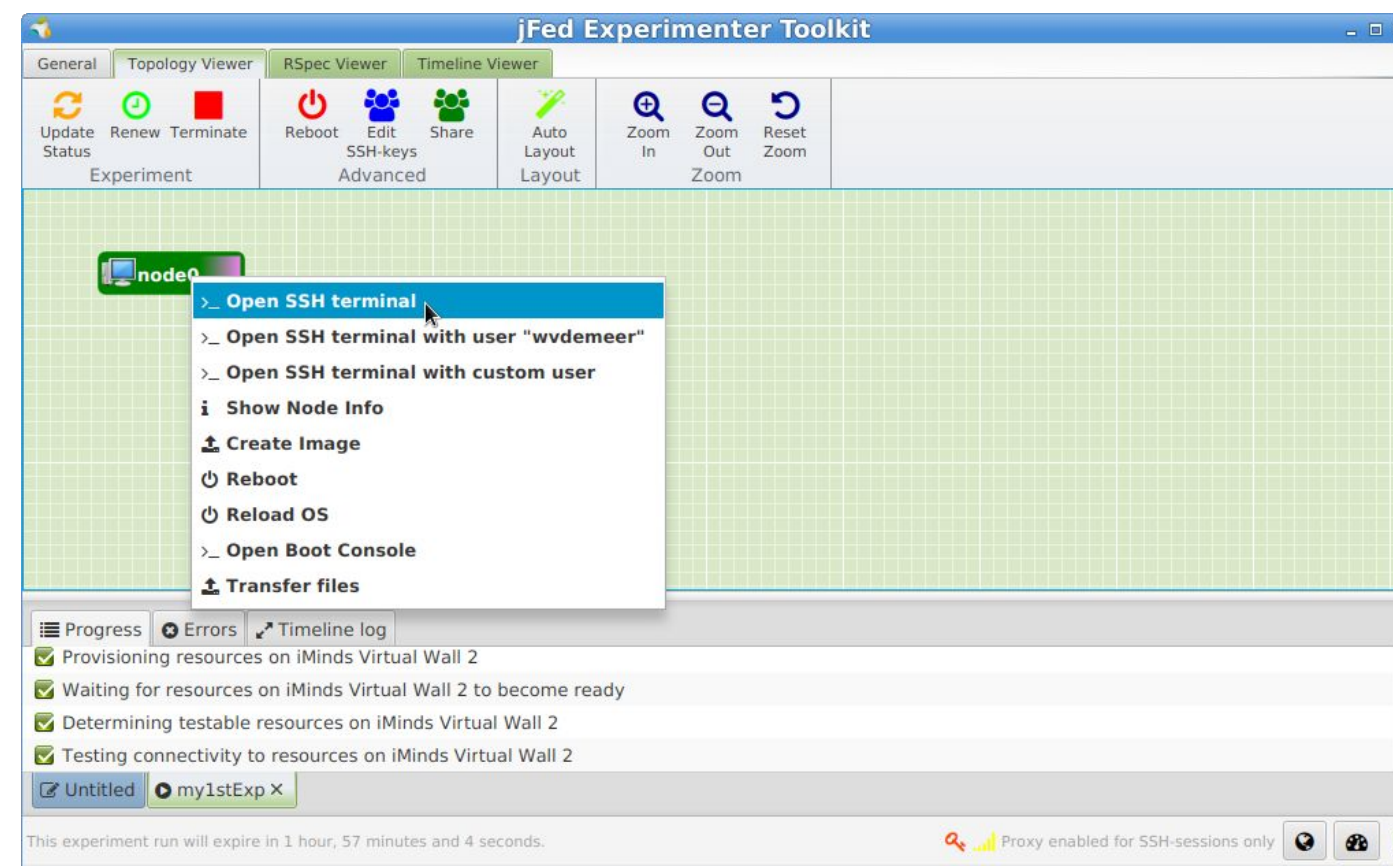 jFed Experimenter Toolkit
General Topology Viewer RSpec Viewer Timeline Viewer
Update Status
Renew
Terminate
Experiment
Reboot
Edit SSH-keys
Share
Advanced
Auto Layout
Layout
Zoom In
Zoom Out
Reset Zoom
Zoom
node0
>_ Open SSH terminal
>_ Open SSH terminal with user "wvdemeer"
>_ Open SSH terminal with custom user
i Show Node Info
Create Image
Reboot
Reload OS
>_ Open Boot Console
Transfer files
Progress Errors Timeline log
Provisioning resources on iMinds Virtual Wall 2
Waiting for resources on iMinds Virtual Wall 2 to become ready
Determining testable resources on iMinds Virtual Wall 2
Testing connectivity to resources on iMinds Virtual Wall 2
Untitled my1stExp
This experiment run will expire in 1 hour, 57 minutes and 4 seconds. Proxy enabled for SSH-sessions only